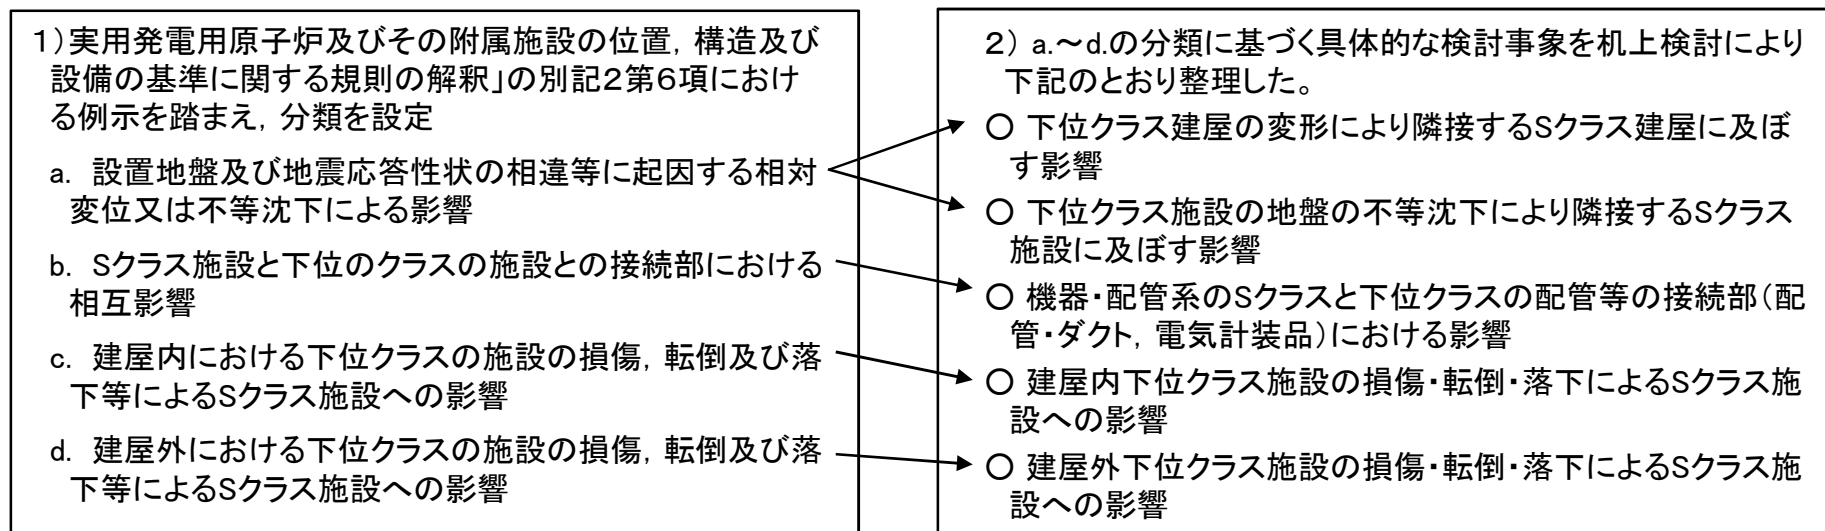 1)実用発電用原子炉及びその附属施設の位置，構造及び
設備の基準に関する規則の解釈」の別記2第6項におけ
る例示を踏まえ，分類を設定
a. 設置地盤及び地震応答性状の相違等に起因する相対
変位又は不等沈下による影響
b. Sクラス施設と下位のクラスの施設との接続部における
相互影響
c. 建屋内における下位クラスの施設の損傷，転倒及び落
下等によるSクラス施設への影響
d. 建屋外における下位クラスの施設の損傷，転倒及び落
下等によるSクラス施設への影響
2) a.～d.の分類に基づく具体的な検討事象を机上検討により
下記のとおり整理した。
○ 下位クラス建屋の変形により隣接するSクラス建屋に及ぼ
す影響
○ 下位クラス施設の地盤の不等沈下により隣接するSクラス
施設に及ぼす影響
○ 機器・配管系のSクラスと下位クラスの配管等の接続部（配
管・ダクト，電気計装品）における影響
○ 建屋内下位クラス施設の損傷・転倒・落下によるSクラス施
設への影響
○ 建屋外下位クラス施設の損傷・転倒・落下によるSクラス施
設への影響